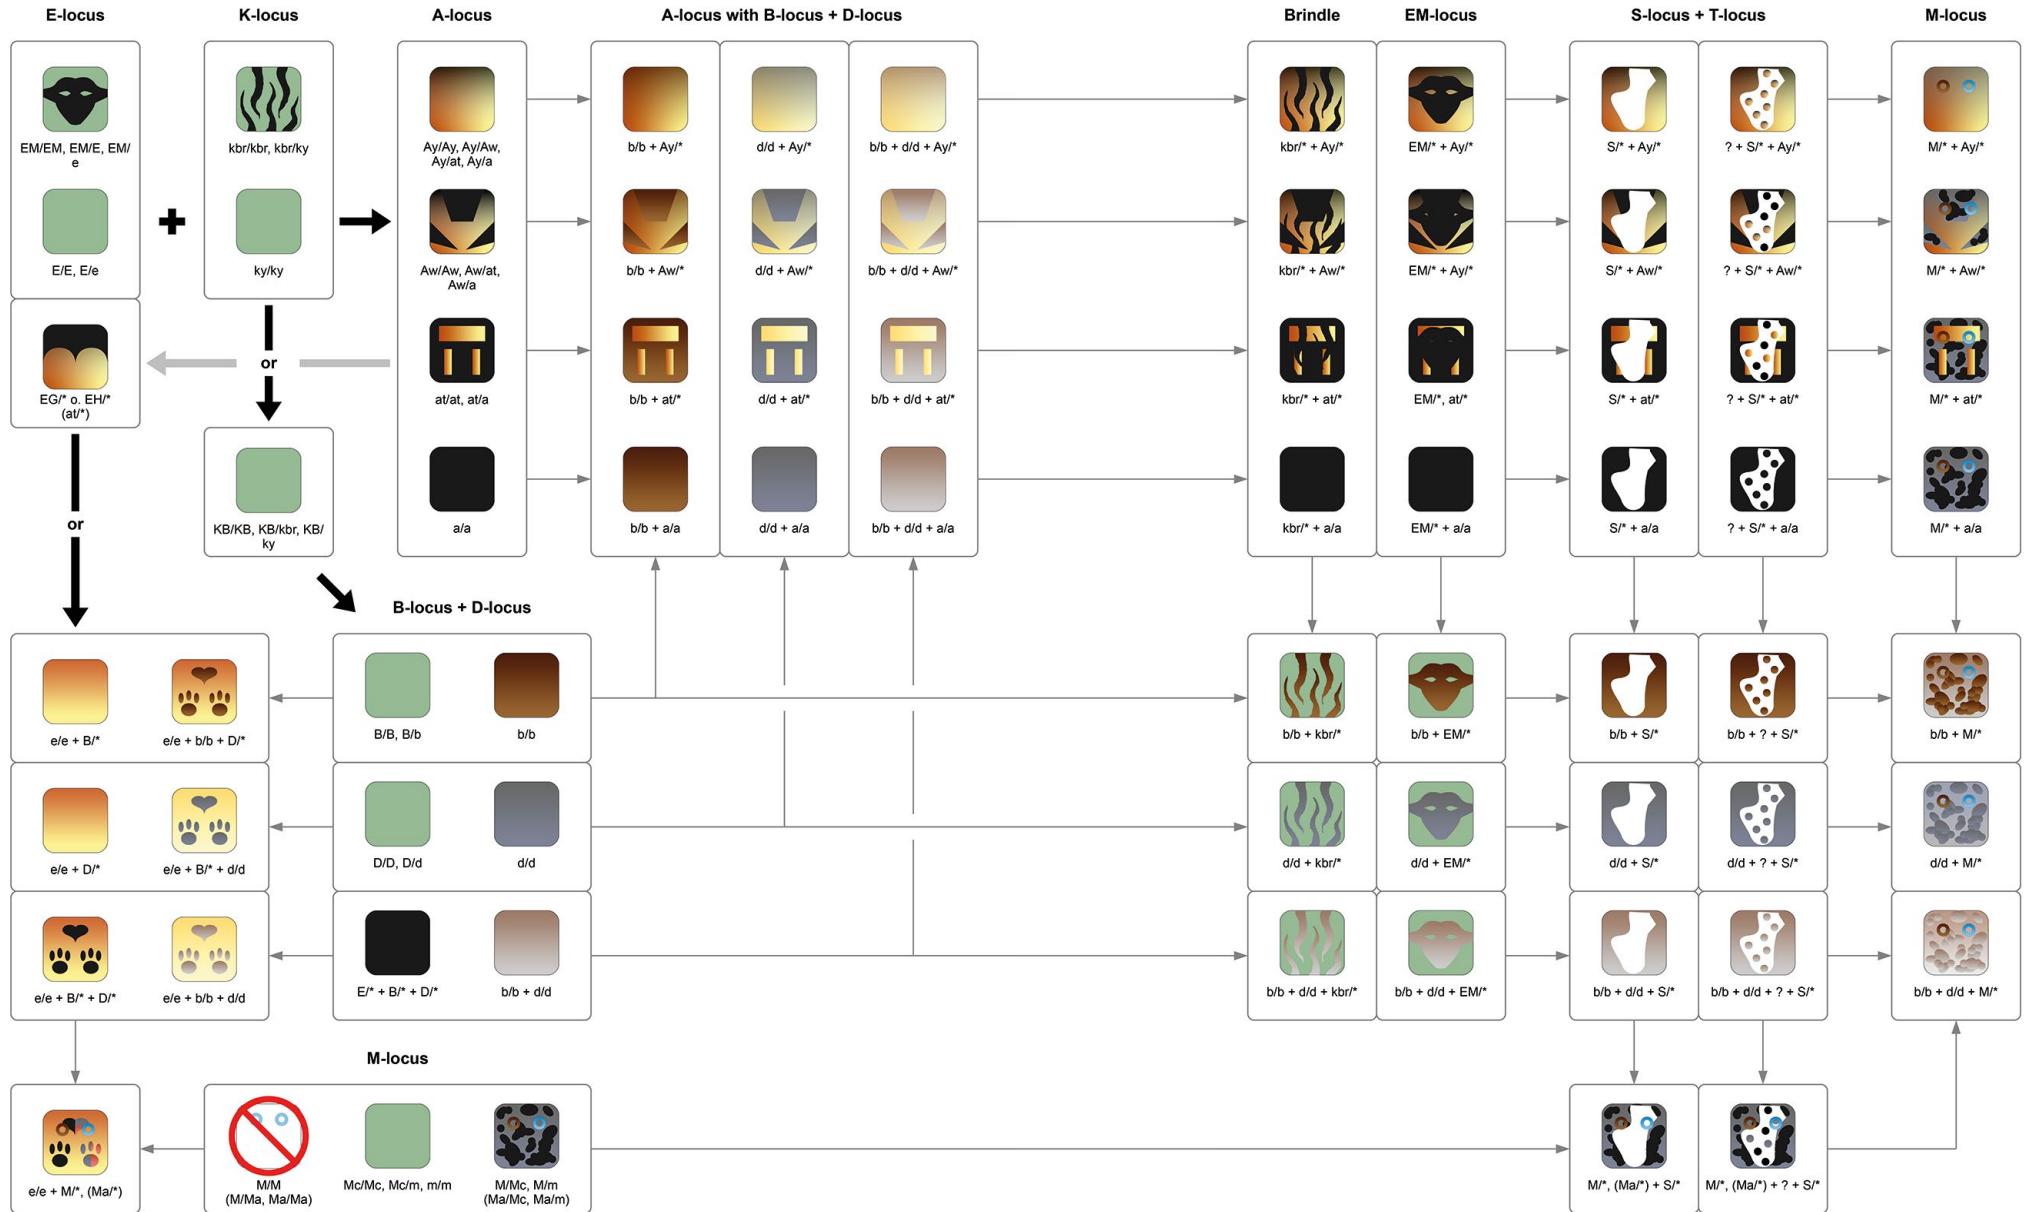 E-locus
K-locus
A-locus
A-locus with B-locus + D-locus
Brindle
EM-locus
S-locus + T-locus
M-locus
EM/EM, EM/E, EM/
e
kbr/kbr, kbr/ky
Ay/Ay, Ay/Aw,
Ay/at, Ay/a
b/b + Ay/*
d/d + Ay/*
b/b + d/d + Ay/*
kbr/* + Ay/*
EM/* + Ay/*
S/* + Ay/*
? + S/* + Ay/*
M/* + Ay/*
E/E, E/e
ky/ky
Aw/Aw, Aw/at,
Aw/a
b/b + Aw/*
d/d + Aw/*
b/b + d/d + Aw/*
kbr/* + Aw/*
EM/* + Ay/*
S/* + Aw/*
? + S/* + Aw/*
M/* + Aw/*
or
EG/* o. EH/*
(at/*)
at/at, at/a
b/b + at/*
d/d + at/*
b/b + d/d + at/*
kbr/* + at/*
EM/*, at/*
S/* + at/*
? + S/* + at/*
M/* + at/*
or
KB/KB, KB/kbr, KB/
ky
a/a
b/b + a/a
d/d + a/a
b/b + d/d + a/a
kbr/* + a/a
EM/* + a/a
S/* + a/a
? + S/* + a/a
M/* + a/a
B-locus + D-locus
e/e + B/*
e/e + b/b + D/*
B/B, B/b
b/b
b/b + kbr/*
b/b + EM/*
b/b + S/*
b/b + ? + S/*
b/b + M/*
e/e + D/*
e/e + B/* + d/d
D/D, D/d
d/d
d/d + kbr/*
d/d + EM/*
d/d + S/*
d/d + ? + S/*
d/d + M/*
e/e + B/* + D/*
e/e + b/b + d/d
E/* + B/* + D/*
b/b + d/d
b/b + d/d + kbr/*
b/b + d/d + EM/*
b/b + d/d + S/*
b/b + d/d + ? + S/*
b/b + d/d + M/*
M-locus
e/e + M/*, (Ma/*)
M/M
(M/Ma, Ma/Ma)
Mc/Mc, Mc/m, m/m
M/Mc, M/m
(Ma/Mc, Ma/m)
M/*, (Ma/*) + S/*
M/*, (Ma/*) + ? + S/*